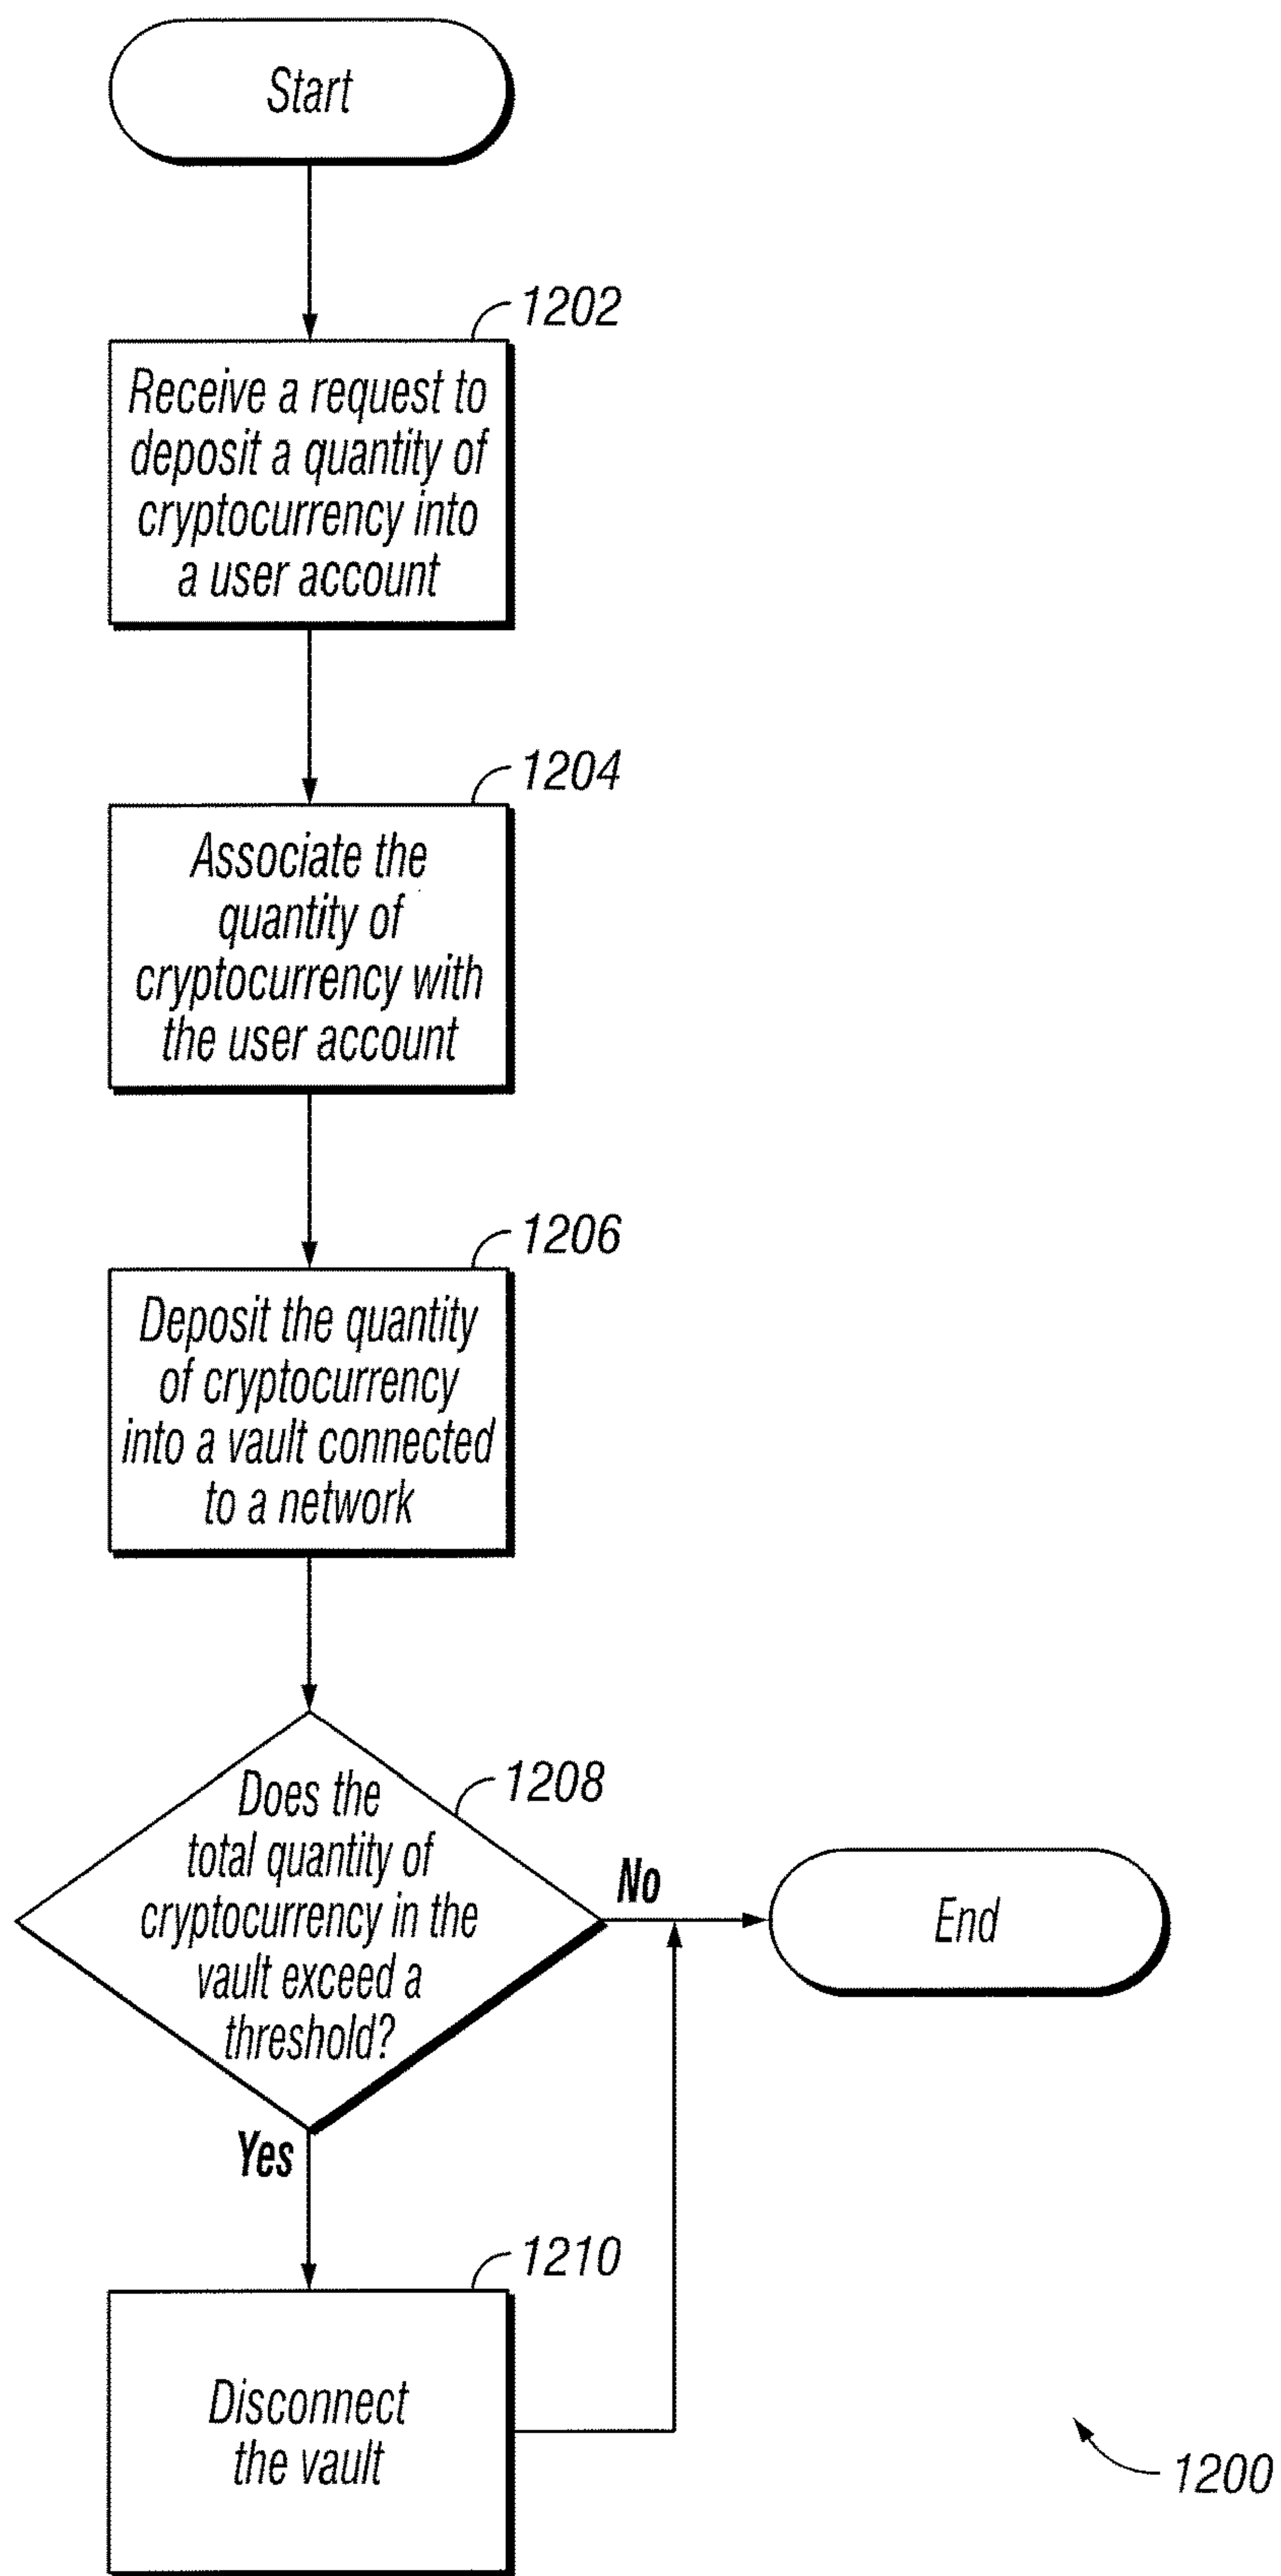 Start
1202
Receive a request to
deposit a quantity of
cryptocurrency into
a user account
1204
Associate the
quantity of
cryptocurrency with
the user account
1206
Deposit the quantity
of cryptocurrency
into a vault connected
to a network
1208
Does the
total quantity of
cryptocurrency in the
vault exceed a
threshold?
No
End
Yes
1210
Disconnect
the vault
1200